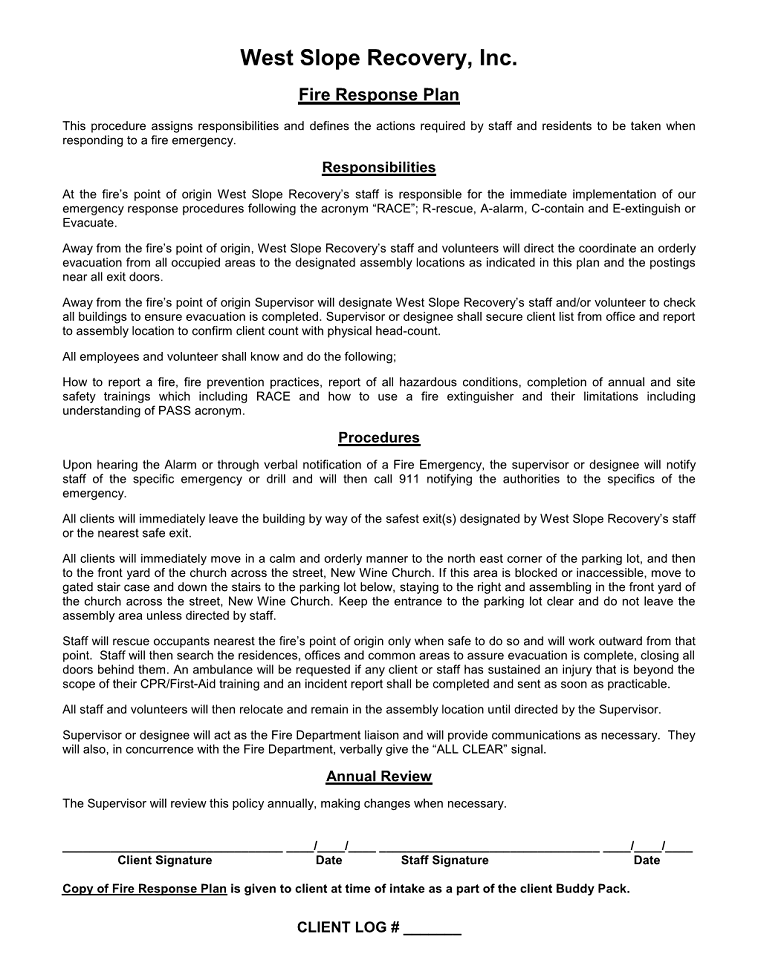 West Slope Recovery, Inc.
Fire Response Plan
This procedure assigns responsibilities and defines the actions required by staff and residents to be taken when
responding to a fire emergency.
Responsibilities
At the fire's point of origin West Slope Recovery's staff is responsible for the immediate implementation of our
emergency response procedures following the acronym “RACE”; R-rescue, A-alarm, C-contain and E-extinguish or
Evacuate.
Away from the fire's point of origin, West Slope Recovery's staff and volunteers will direct the coordinate an orderly
evacuation from all occupied areas to the designated assembly locations as indicated in this plan and the postings
near all exit doors.
Away from the fire's point of origin Supervisor will designate West Slope Recovery's staff and/or volunteer to check
all buildings to ensure evacuation is completed. Supervisor or designee shall secure client list from office and report
to assembly location to confirm client count with physical head-count.
All employees and volunteer shall know and do the following;
How to report a fire, fire prevention practices, report of all hazardous conditions, completion of annual and site
safety trainings which including RACE and how to use a fire extinguisher and their limitations including
understanding of PASS acronym.
Procedures
Upon hearing the Alarm or through verbal notification of a Fire Emergency, the supervisor or designee will notify
staff of the specific emergency or drill and will then call 911 notifying the authorities to the specifics of the
emergency.
All clients will immediately leave the building by way of the safest exit(s) designated by West Slope Recovery's staff
or the nearest safe exit.
All clients will immediately move in a calm and orderly manner to the north east corner of the parking lot, and then
to the front yard of the church across the street, New Wine Church. If this area is blocked or inaccessible, move to
gated stair case and down the stairs to the parking lot below, staying to the right and assembling in the front yard of
the church across the street, New Wine Church. Keep the entrance to the parking lot clear and do not leave the
assembly area unless directed by staff.
Staff will rescue occupants nearest the fire's point of origin only when safe to do so and will work outward from that
point. Staff will then search the residences, offices and common areas to assure evacuation is complete, closing all
doors behind them. An ambulance will be requested if any client or staff has sustained an injury that is beyond the
scope of their CPR/First-Aid training and an incident report shall be completed and sent as soon as practicable.
All staff and volunteers will then relocate and remain in the assembly location until directed by the Supervisor.
Supervisor or designee will act as the Fire Department liaison and will provide communications as necessary. They
will also, in concurrence with the Fire Department, verbally give the “ALL CLEAR” signal.
Annual Review
The Supervisor will review this policy annually, making changes when necessary.
________________________________ ____/____/____ ________________________________ ____/____/____
Client Signature Date Staff Signature Date
Copy of Fire Response Plan is given to client at time of intake as a part of the client Buddy Pack.
CLIENT LOG # _______